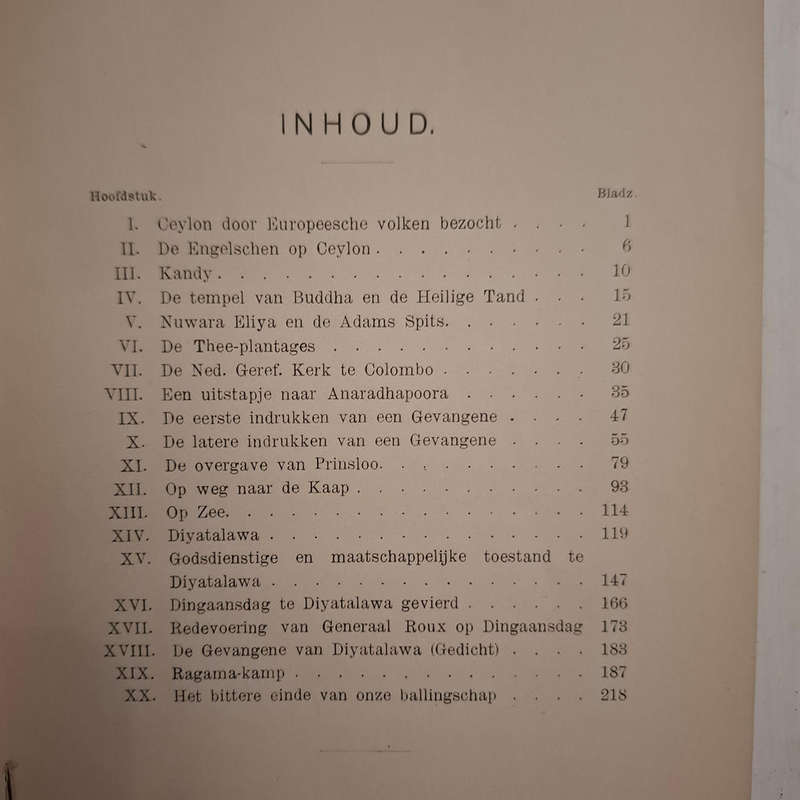 INHOUD.
Hoofdstuk. Bladz.
I. Ceylon door Europeesche volken bezocht . . . . 1
II. De Engelschen op Ceylon . . . . . . . . . 6
III. Kandy . . . . . . . . . . . . . . . . . 10
IV. De tempel van Buddha en de Heilige Tand . . . 15
V. Nuwara Eliya en de Adams Spits. . . . . . . 21
VI. De Thee-plantages . . . . . . . . . . . . 25
VII. De Ned. Geref. Kerk te Colombo . . . . . . . 30
VIII. Een uitstapje naar Anaradhapoora . . . . . . 35
IX. De eerste indrukken van een Gevangene . . . . 47
X. De latere indrukken van een Gevangene . . . . 55
XI. De overgave van Prinsloo. . . . . . . . . . 79
XII. Op weg naar de Kaap . . . . . . . . . . . 93
XIII. Op Zee. . . . . . . . . . . . . . . . . 114
XIV. Diyatalawa . . . . . . . . . . . . . . . 119
XV. Godsdienstige en maatschappelijke toestand te
Diyatalawa . . . . . . . . . . . . . . . 147
XVI. Dingaansdag te Diyatalawa gevierd . . . . . . 166
XVII. Redevoering van Generaal Roux op Dingaansdag 173
XVIII. De Gevangene van Diyatalawa (Gedicht) . . . . 183
XIX. Ragama-kamp . . . . . . . . . . . . . . 187
XX. Het bittere einde van onze ballingschap . . . . 218